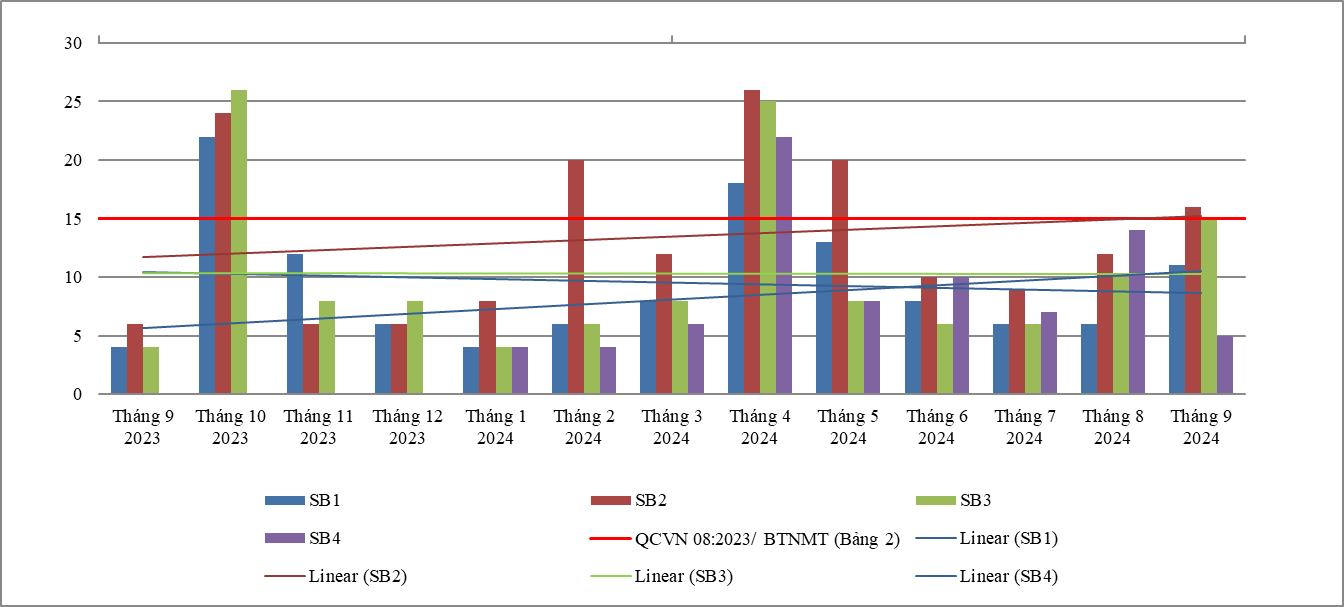 30
25
20
15
10
5
0
Tháng 9 Tháng 10 Tháng 11 Tháng 12 Tháng 1 Tháng 2 Tháng 3 Tháng 4 Tháng 5 Tháng 6 Tháng 7 Tháng 8 Tháng 9
2023 2023 2023 2023 2024 2024 2024 2024 2024 2024 2024 2024 2024
SB1 SB2 SB3
SB4 QCVN 08:2023/ BTNMT (Bảng 2) Linear (SB1)
Linear (SB2) Linear (SB3) Linear (SB4)